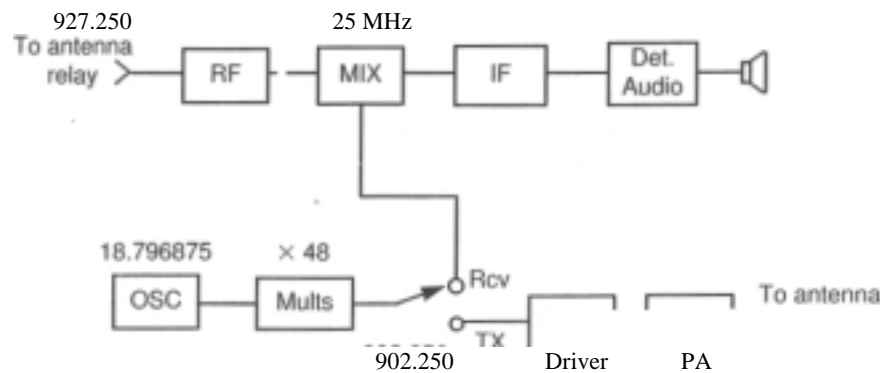 927.250 25 MHz
To antenna
relay
RF MIX IF Det.
Audio
18.796875 × 48
OSC Mults Rcv To antenna
TX
902.250 Driver PA